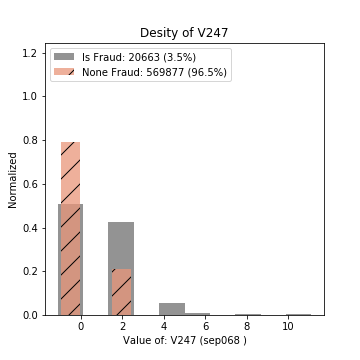 Desity of V247
Is Fraud: 20663 (3.5%)
None Fraud: 569877 (96.5%)
Normalized
1.2
1.0
0.8
0.6
0.4
0.2
0.0
0 2 4 6 8 10
Value of: V247 (sep068 )